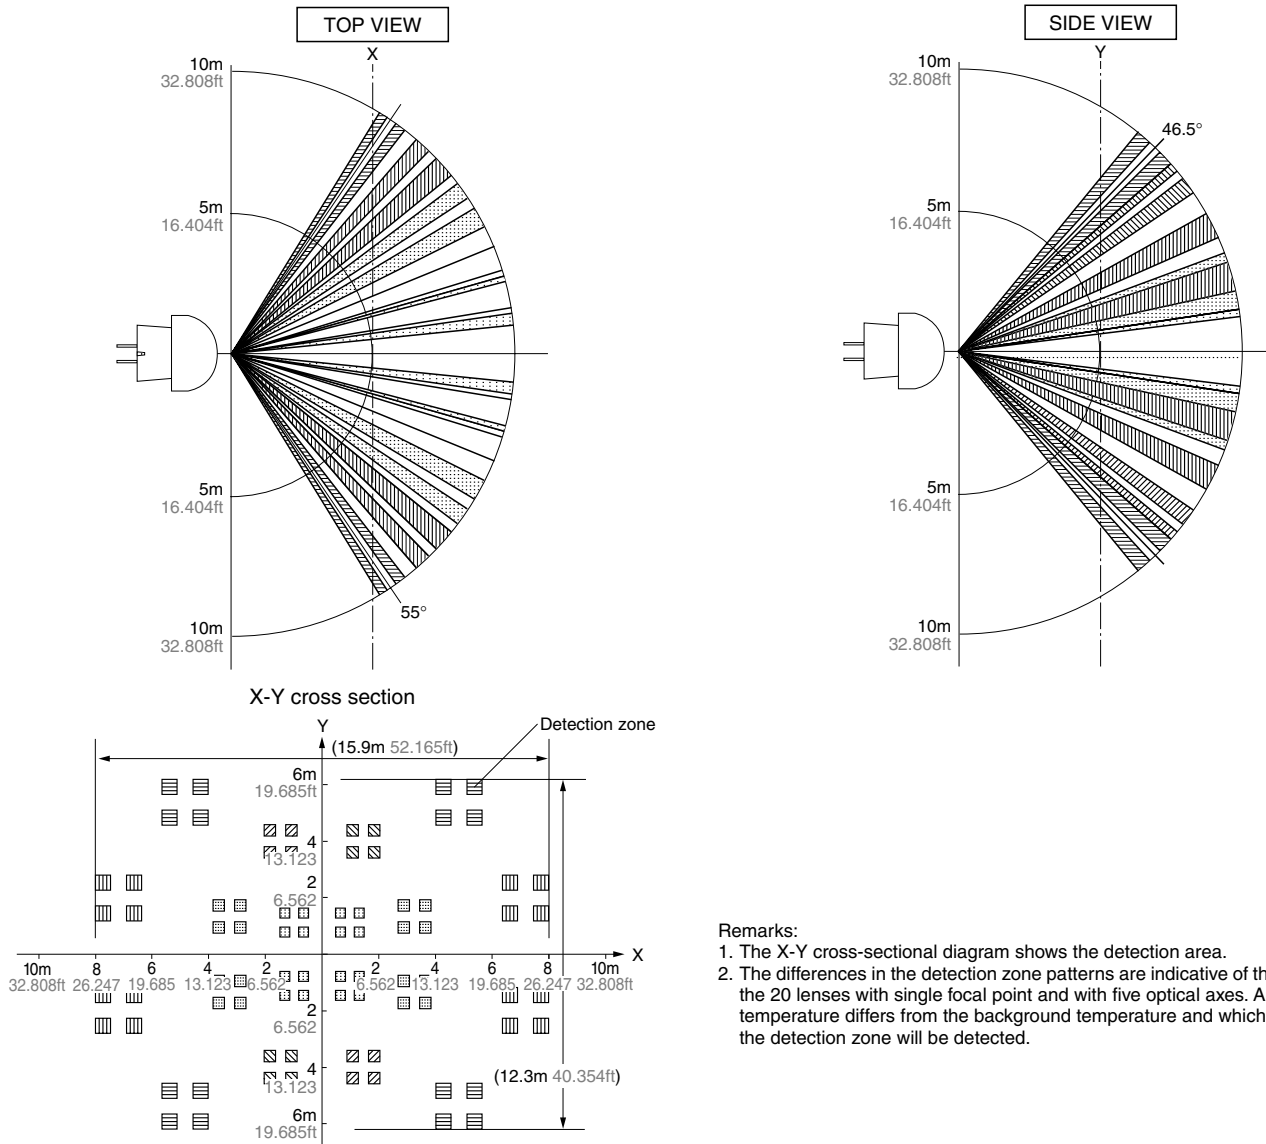 TOP VIEW
X
10m
32.808ft
5m
16.404ft
5m
16.404ft
10m
32.808ft
55°
SIDE VIEW
Y
10m
32.808ft
46.5°
5m
16.404ft
5m
16.404ft
10m
32.808ft
X-Y cross section
Y
Detection zone
(15.9m 52.165ft)
6m
19.685ft
4
13.123
2
6.562
X
10m 8 6 4 2 2 4 6 8 10m
32.808ft 26.247 19.685 13.123 6.562 6.562 13.123 19.685 26.247 32.808ft
2
6.562
4
13.123
(12.3m 40.354ft)
6m
19.685ft
Remarks:
1. The X-Y cross-sectional diagram shows the detection area.
2. The differences in the detection zone patterns are indicative of th
the 20 lenses with single focal point and with five optical axes. A
temperature differs from the background temperature and which
the detection zone will be detected.